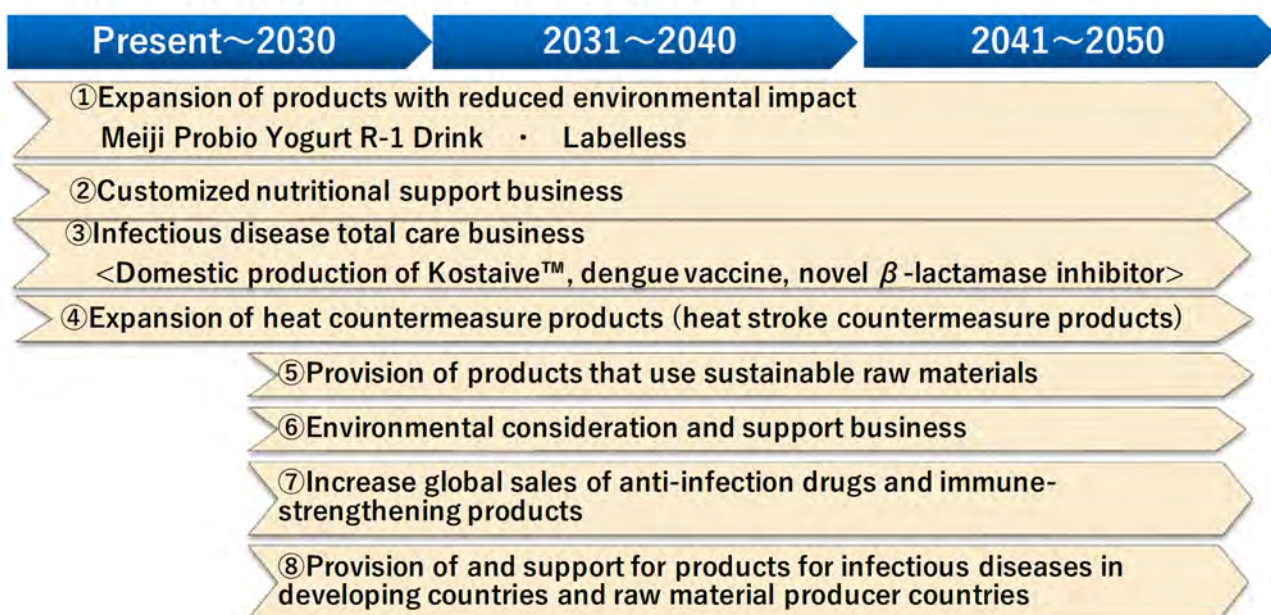 Present～2030
2031～2040
2041～2050
①Expansion of products with reduced environmental impact
Meiji Probio Yogurt R-1 Drink ・ Labelless
②Customized nutritional support business
③Infectious disease total care business
<Domestic production of Kostaive™, dengue vaccine, novel β-lactamase inhibitor>
④Expansion of heat countermeasure products (heat stroke countermeasure products)
⑤Provision of products that use sustainable raw materials
⑥Environmental consideration and support business
⑦Increase global sales of anti-infection drugs and immune-
strengthening products
⑧Provision of and support for products for infectious diseases in
developing countries and raw material producer countries